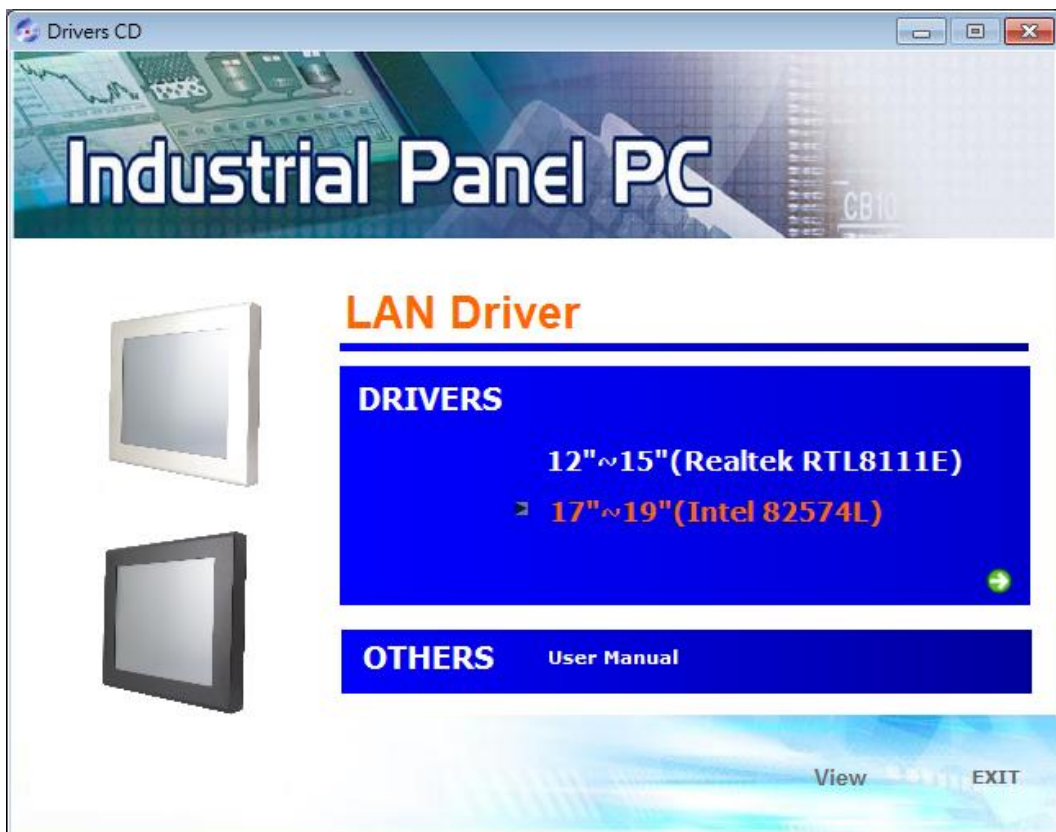 Drivers CD
Industrial Panel PC
CB10
LAN Driver
DRIVERS
12"~15"(Realtek RTL8111E)
17"~19"(Intel 82574L)
OTHERS User Manual
View EXIT